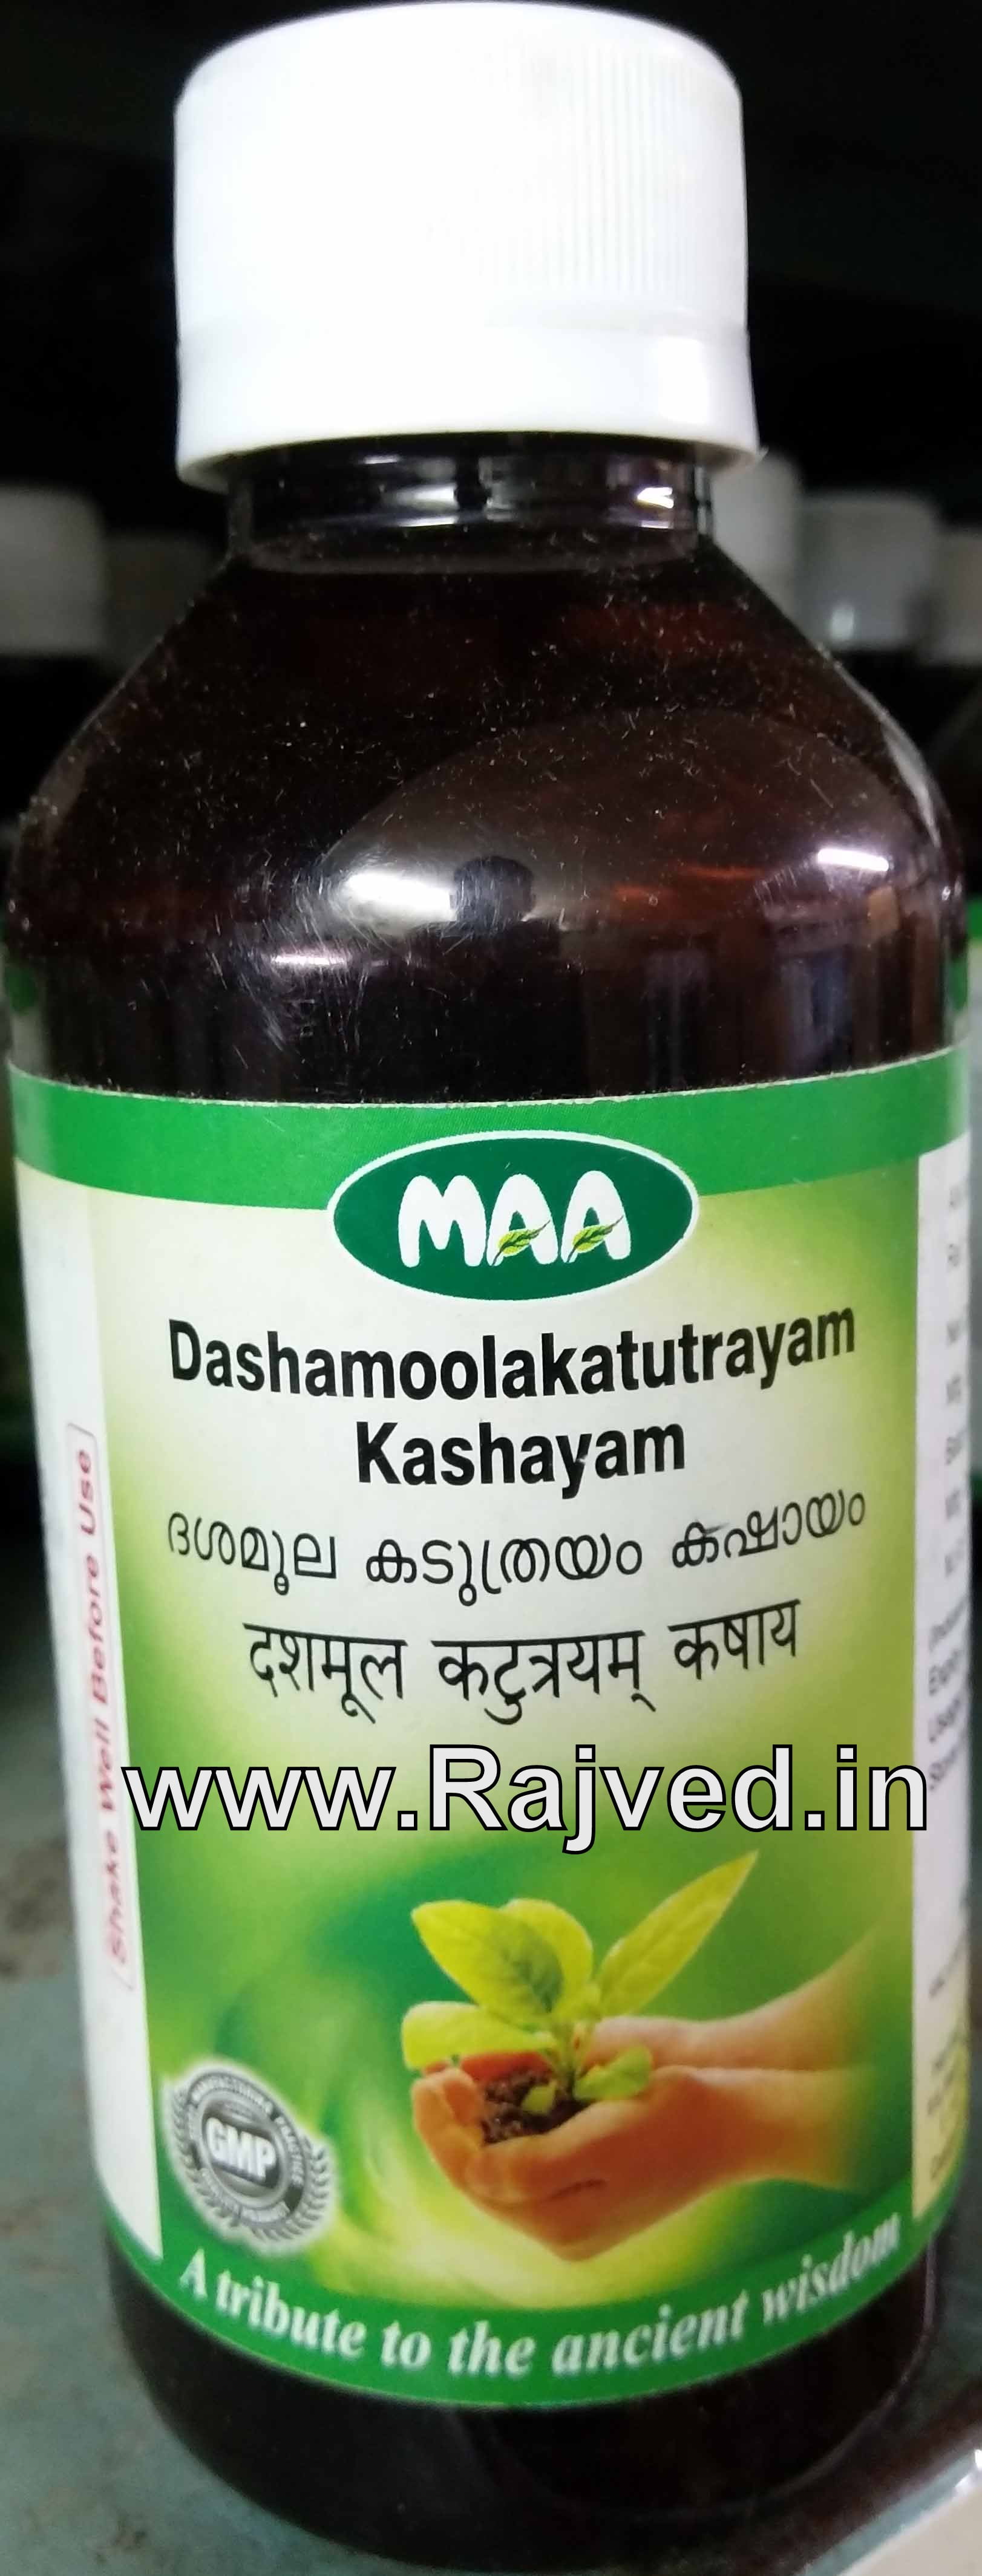 MAA
Dashamoolakatutrayam
Kashayam
ദശമൂല കടുത്രയം കഷായം
दशमूल कटुत्रयम् कषाय
Shake Well Before Use
www.Rajved.in
GMP
A tribute to the ancient wisdom